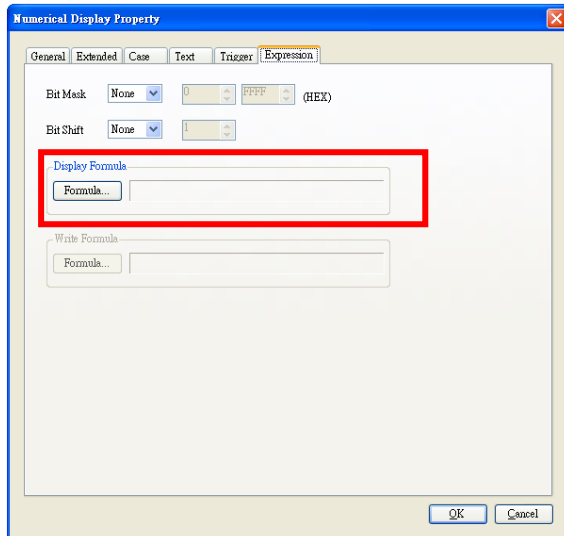 Numerical Display Property
General Extended Case Text Trigger Expression
Bit Mask None 0 FFFF (HEX)
Bit Shift None 1
Display Formula
Formula...
Write Formula
Formula...
OK Cancel